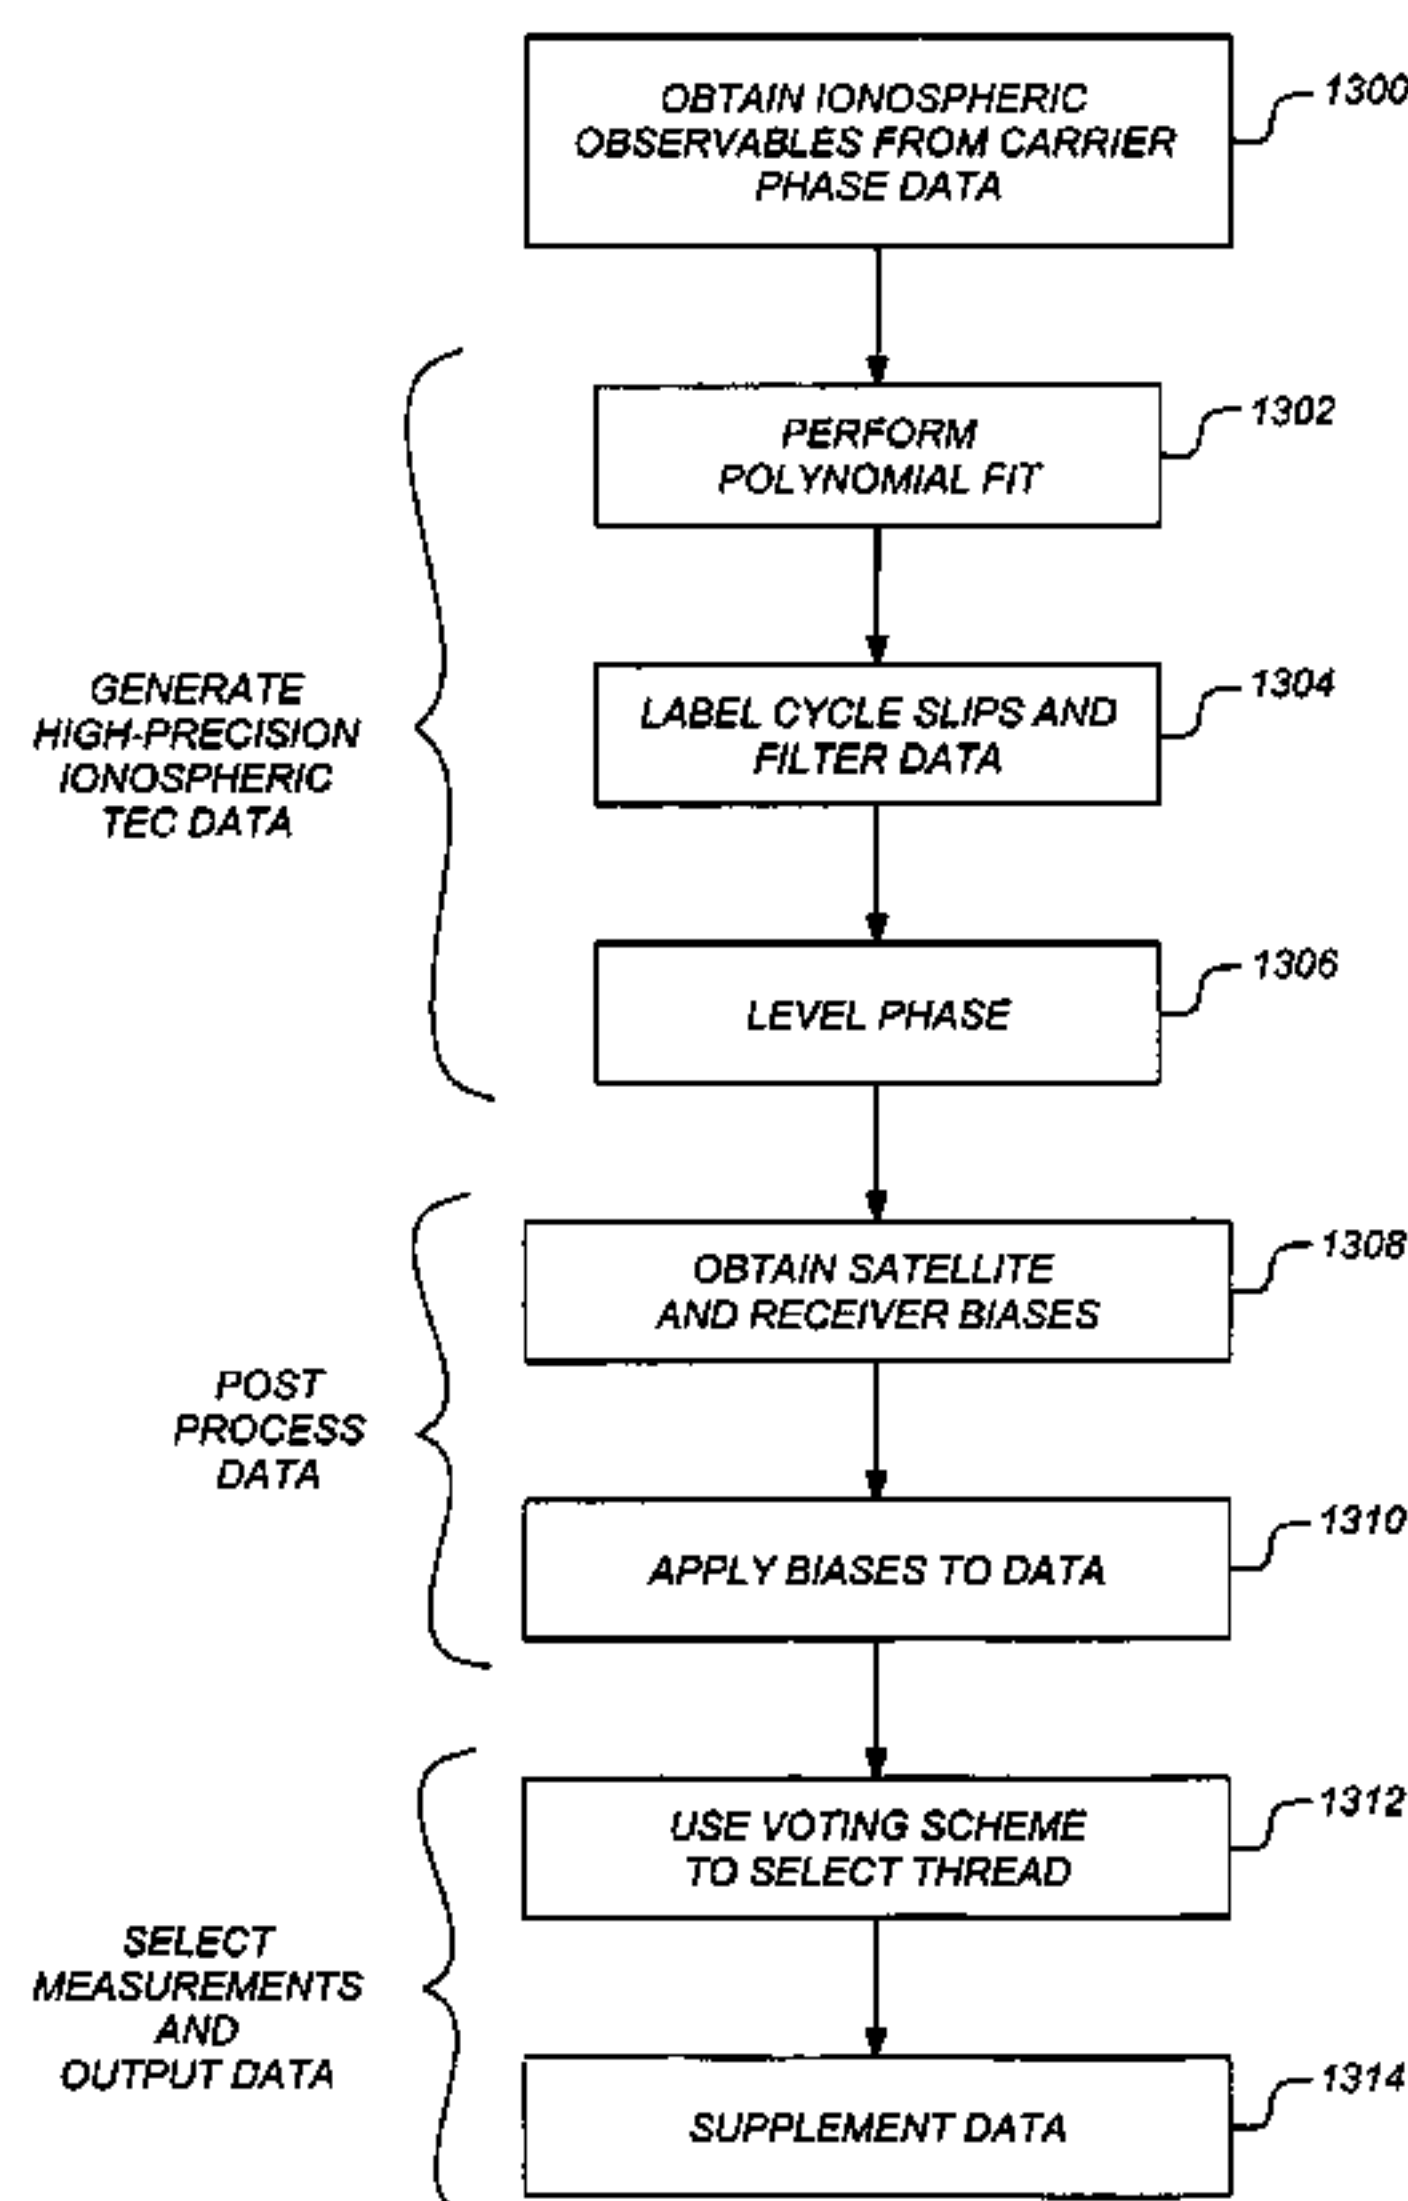 OBTAIN IONOSPHERIC
OBSERVABLES FROM CARRIER
PHASE DATA
1300
PERFORM
POLYNOMIAL FIT
1302
LABEL CYCLE SLIPS AND
FILTER DATA
1304
GENERATE
HIGH-PRECISION
IONOSPHERIC
TEC DATA
LEVEL PHASE
1306
OBTAIN SATELLITE
AND RECEIVER BIASES
1308
POST
PROCESS
DATA
APPLY BIASES TO DATA
1310
USE VOTING SCHEME
TO SELECT THREAD
1312
SELECT
MEASUREMENTS
AND
OUTPUT DATA
SUPPLEMENT DATA
1314